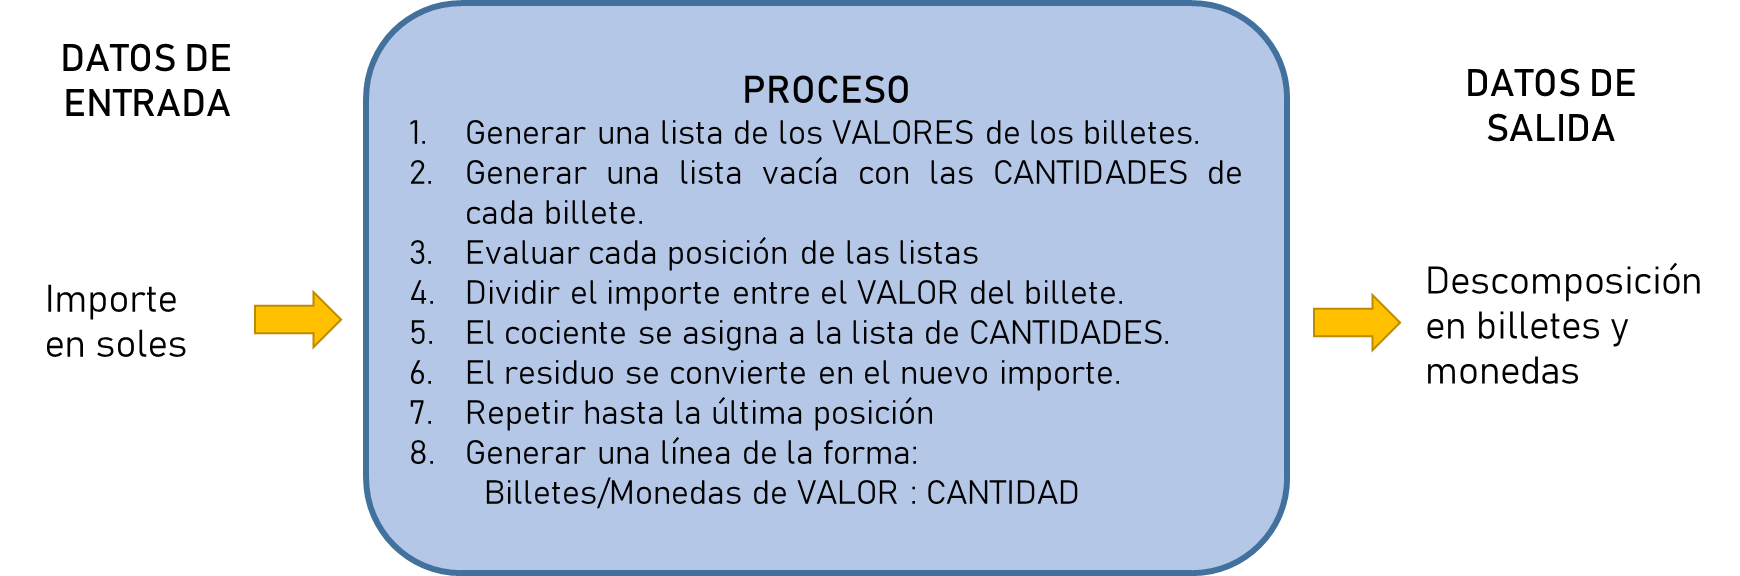 DATOS DE
ENTRADA
Importe
en soles
PROCESO
1. Generar una lista de los VALORES de los billetes.
2. Generar una lista vacía con las CANTIDADES de
cada billete.
3. Evaluar cada posición de las listas
4. Dividir el importe entre el VALOR del billete.
5. El cociente se asigna a la lista de CANTIDADES.
6. El residuo se convierte en el nuevo importe.
7. Repetir hasta la última posición
8. Generar una línea de la forma:
Billetes/Monedas de VALOR : CANTIDAD
DATOS DE
SALIDA
Descomposición
en billetes y
monedas